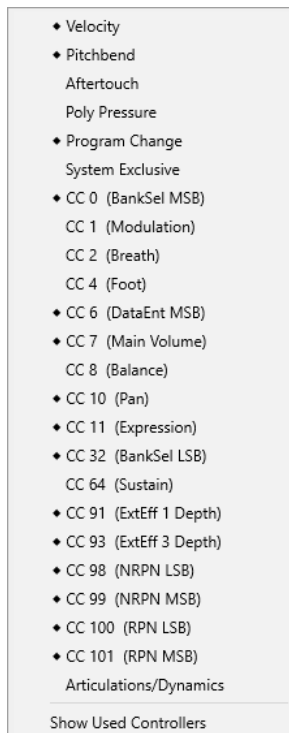 ◆ Velocity
◆ Pitchbend
Aftertouch
Poly Pressure
◆ Program Change
System Exclusive
◆ CC 0 (BankSel MSB)
CC 1 (Modulation)
CC 2 (Breath)
CC 4 (Foot)
◆ CC 6 (DataEnt MSB)
◆ CC 7 (Main Volume)
CC 8 (Balance)
◆ CC 10 (Pan)
◆ CC 11 (Expression)
◆ CC 32 (BankSel LSB)
CC 64 (Sustain)
◆ CC 91 (ExtEff 1 Depth)
◆ CC 93 (ExtEff 3 Depth)
◆ CC 98 (NRPN LSB)
◆ CC 99 (NRPN MSB)
◆ CC 100 (RPN LSB)
◆ CC 101 (RPN MSB)
Articulations/Dynamics
Show Used Controllers